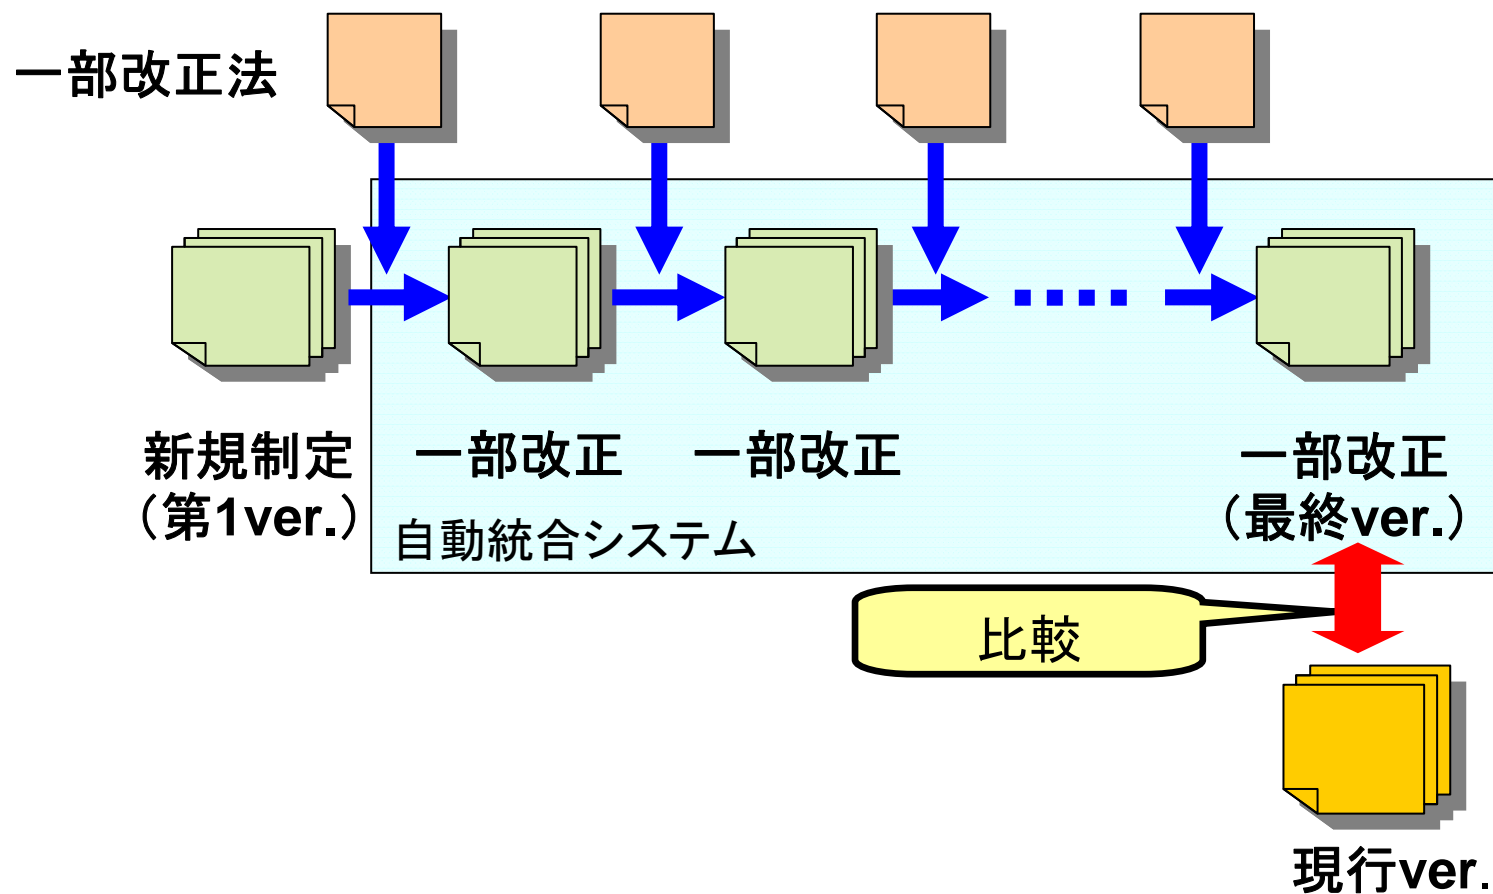 一部改正法
新規制定
（第1ver.）
一部改正
一部改正
一部改正
（最終ver.）
自動統合システム
比較
現行ver.